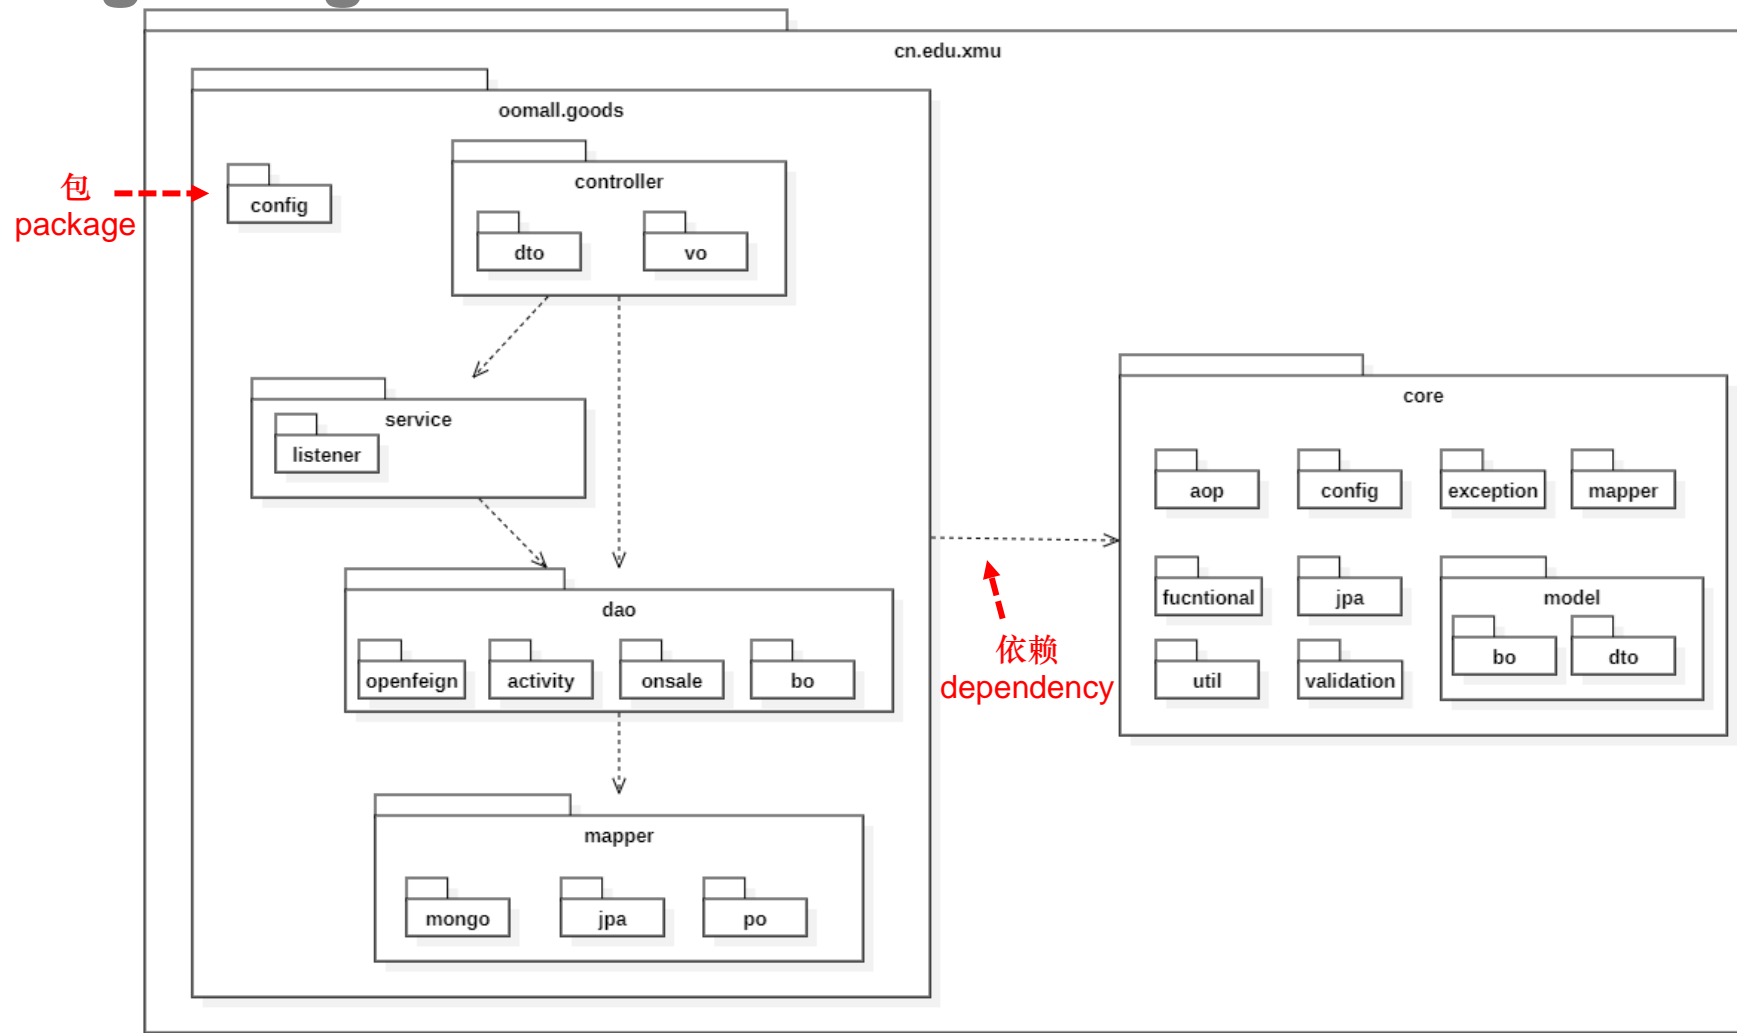 cn.edu.xmu
oomall.goods
包
package
config
controller
dto
vo
service
listener
dao
openfeign
activity
onsale
bo
mapper
mongo
jpa
po
依赖
dependency
core
aop
config
exception
mapper
fucntional
jpa
model
bo
dto
util
validation